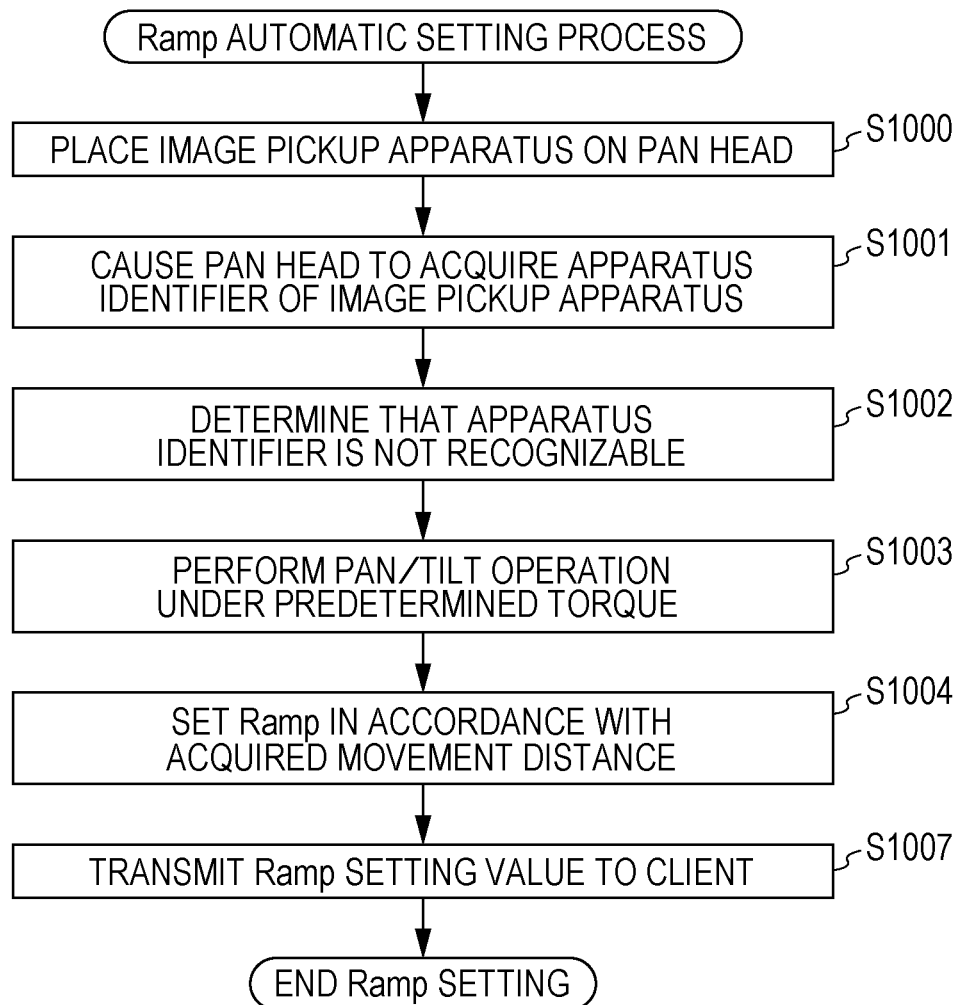 Ramp AUTOMATIC SETTING PROCESS
PLACE IMAGE PICKUP APPARATUS ON PAN HEAD
S1000
CAUSE PAN HEAD TO ACQUIRE APPARATUS
IDENTIFIER OF IMAGE PICKUP APPARATUS
S1001
DETERMINE THAT APPARATUS
IDENTIFIER IS NOT RECOGNIZABLE
S1002
PERFORM PAN/TILT OPERATION
UNDER PREDETERMINED TORQUE
S1003
SET Ramp IN ACCORDANCE WITH
ACQUIRED MOVEMENT DISTANCE
S1004
TRANSMIT Ramp SETTING VALUE TO CLIENT
S1007
END Ramp SETTING